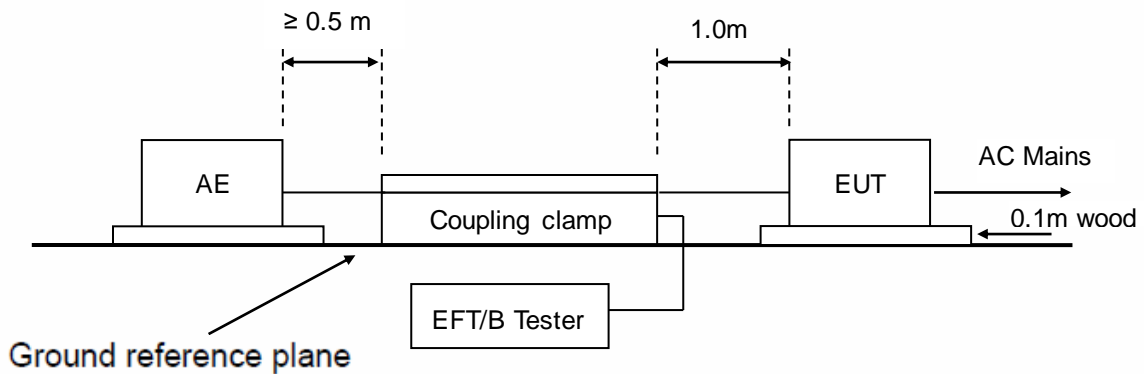 ≥ 0.5 m
1.0m
AE
EUT
AC Mains
Coupling clamp
0.1m wood
EFT/B Tester
Ground reference plane